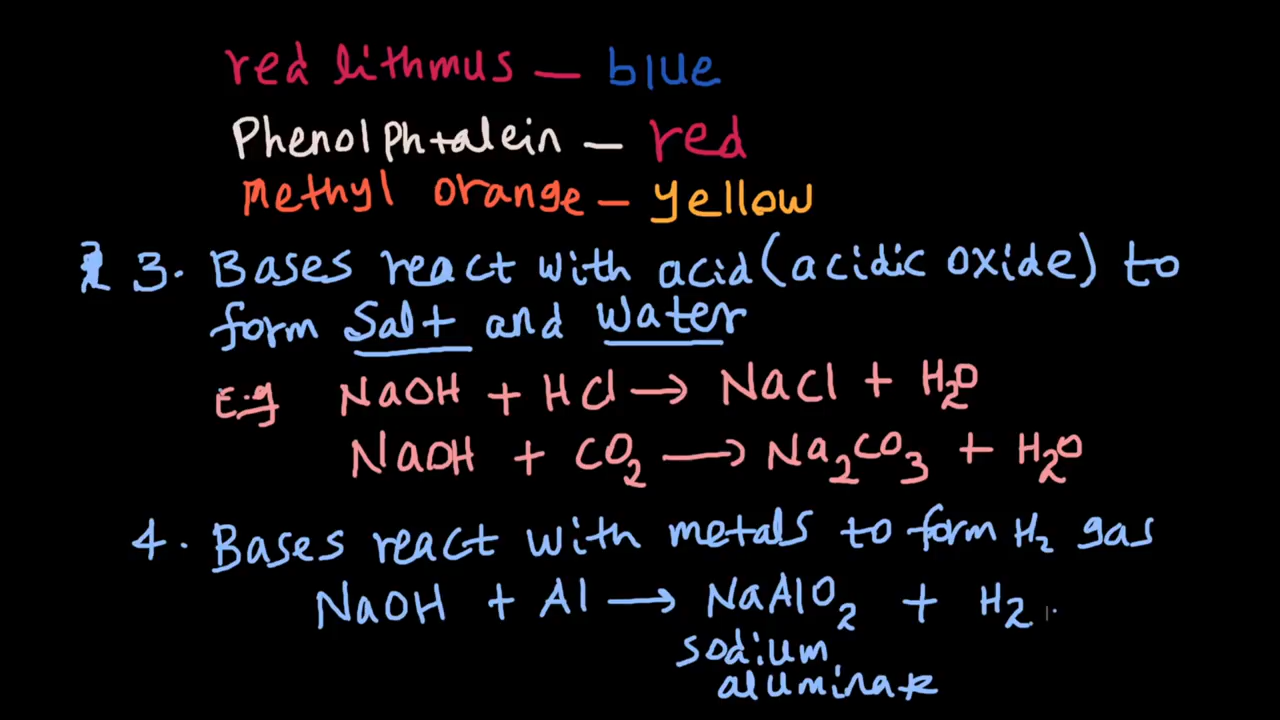 red lithmus — blue
Phenolphtalein — red
Methyl orange — yellow
3. Bases react with acid (acidic oxide) to
form Salt and Water
E.g NaOH + HCl → NaCl + H₂O
NaOH + CO₂ → Na₂CO₃ + H₂O
4. Bases react with metals to form H₂ gas
NaOH + Al → NaAlO₂ + H₂
sodium
aluminate